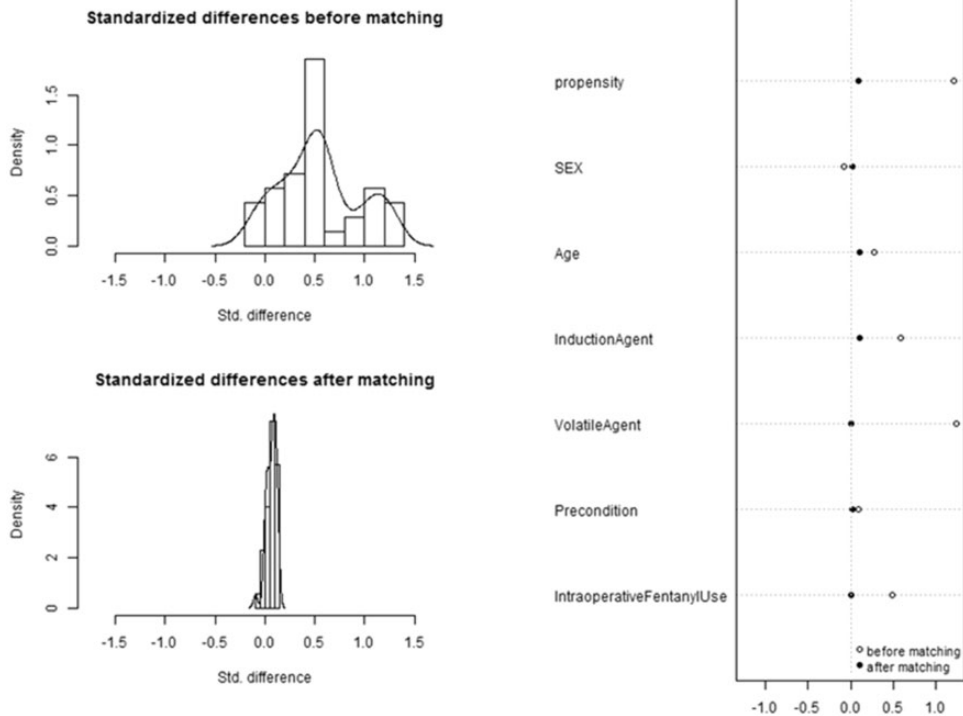 Standardized differences before matching
Density
0.0 0.5 1.0 1.5
-1.5 -1.0 -0.5 0.0 0.5 1.0 1.5
Std. difference
Standardized differences after matching
Density
0 2 4 6
-1.5 -1.0 -0.5 0.0 0.5 1.0 1.5
Std. difference
propensity
SEX
Age
InductionAgent
VolatileAgent
Precondition
IntraoperativeFentanylUse
before matching
after matching
-1.0 -0.5 0.0 0.5 1.0